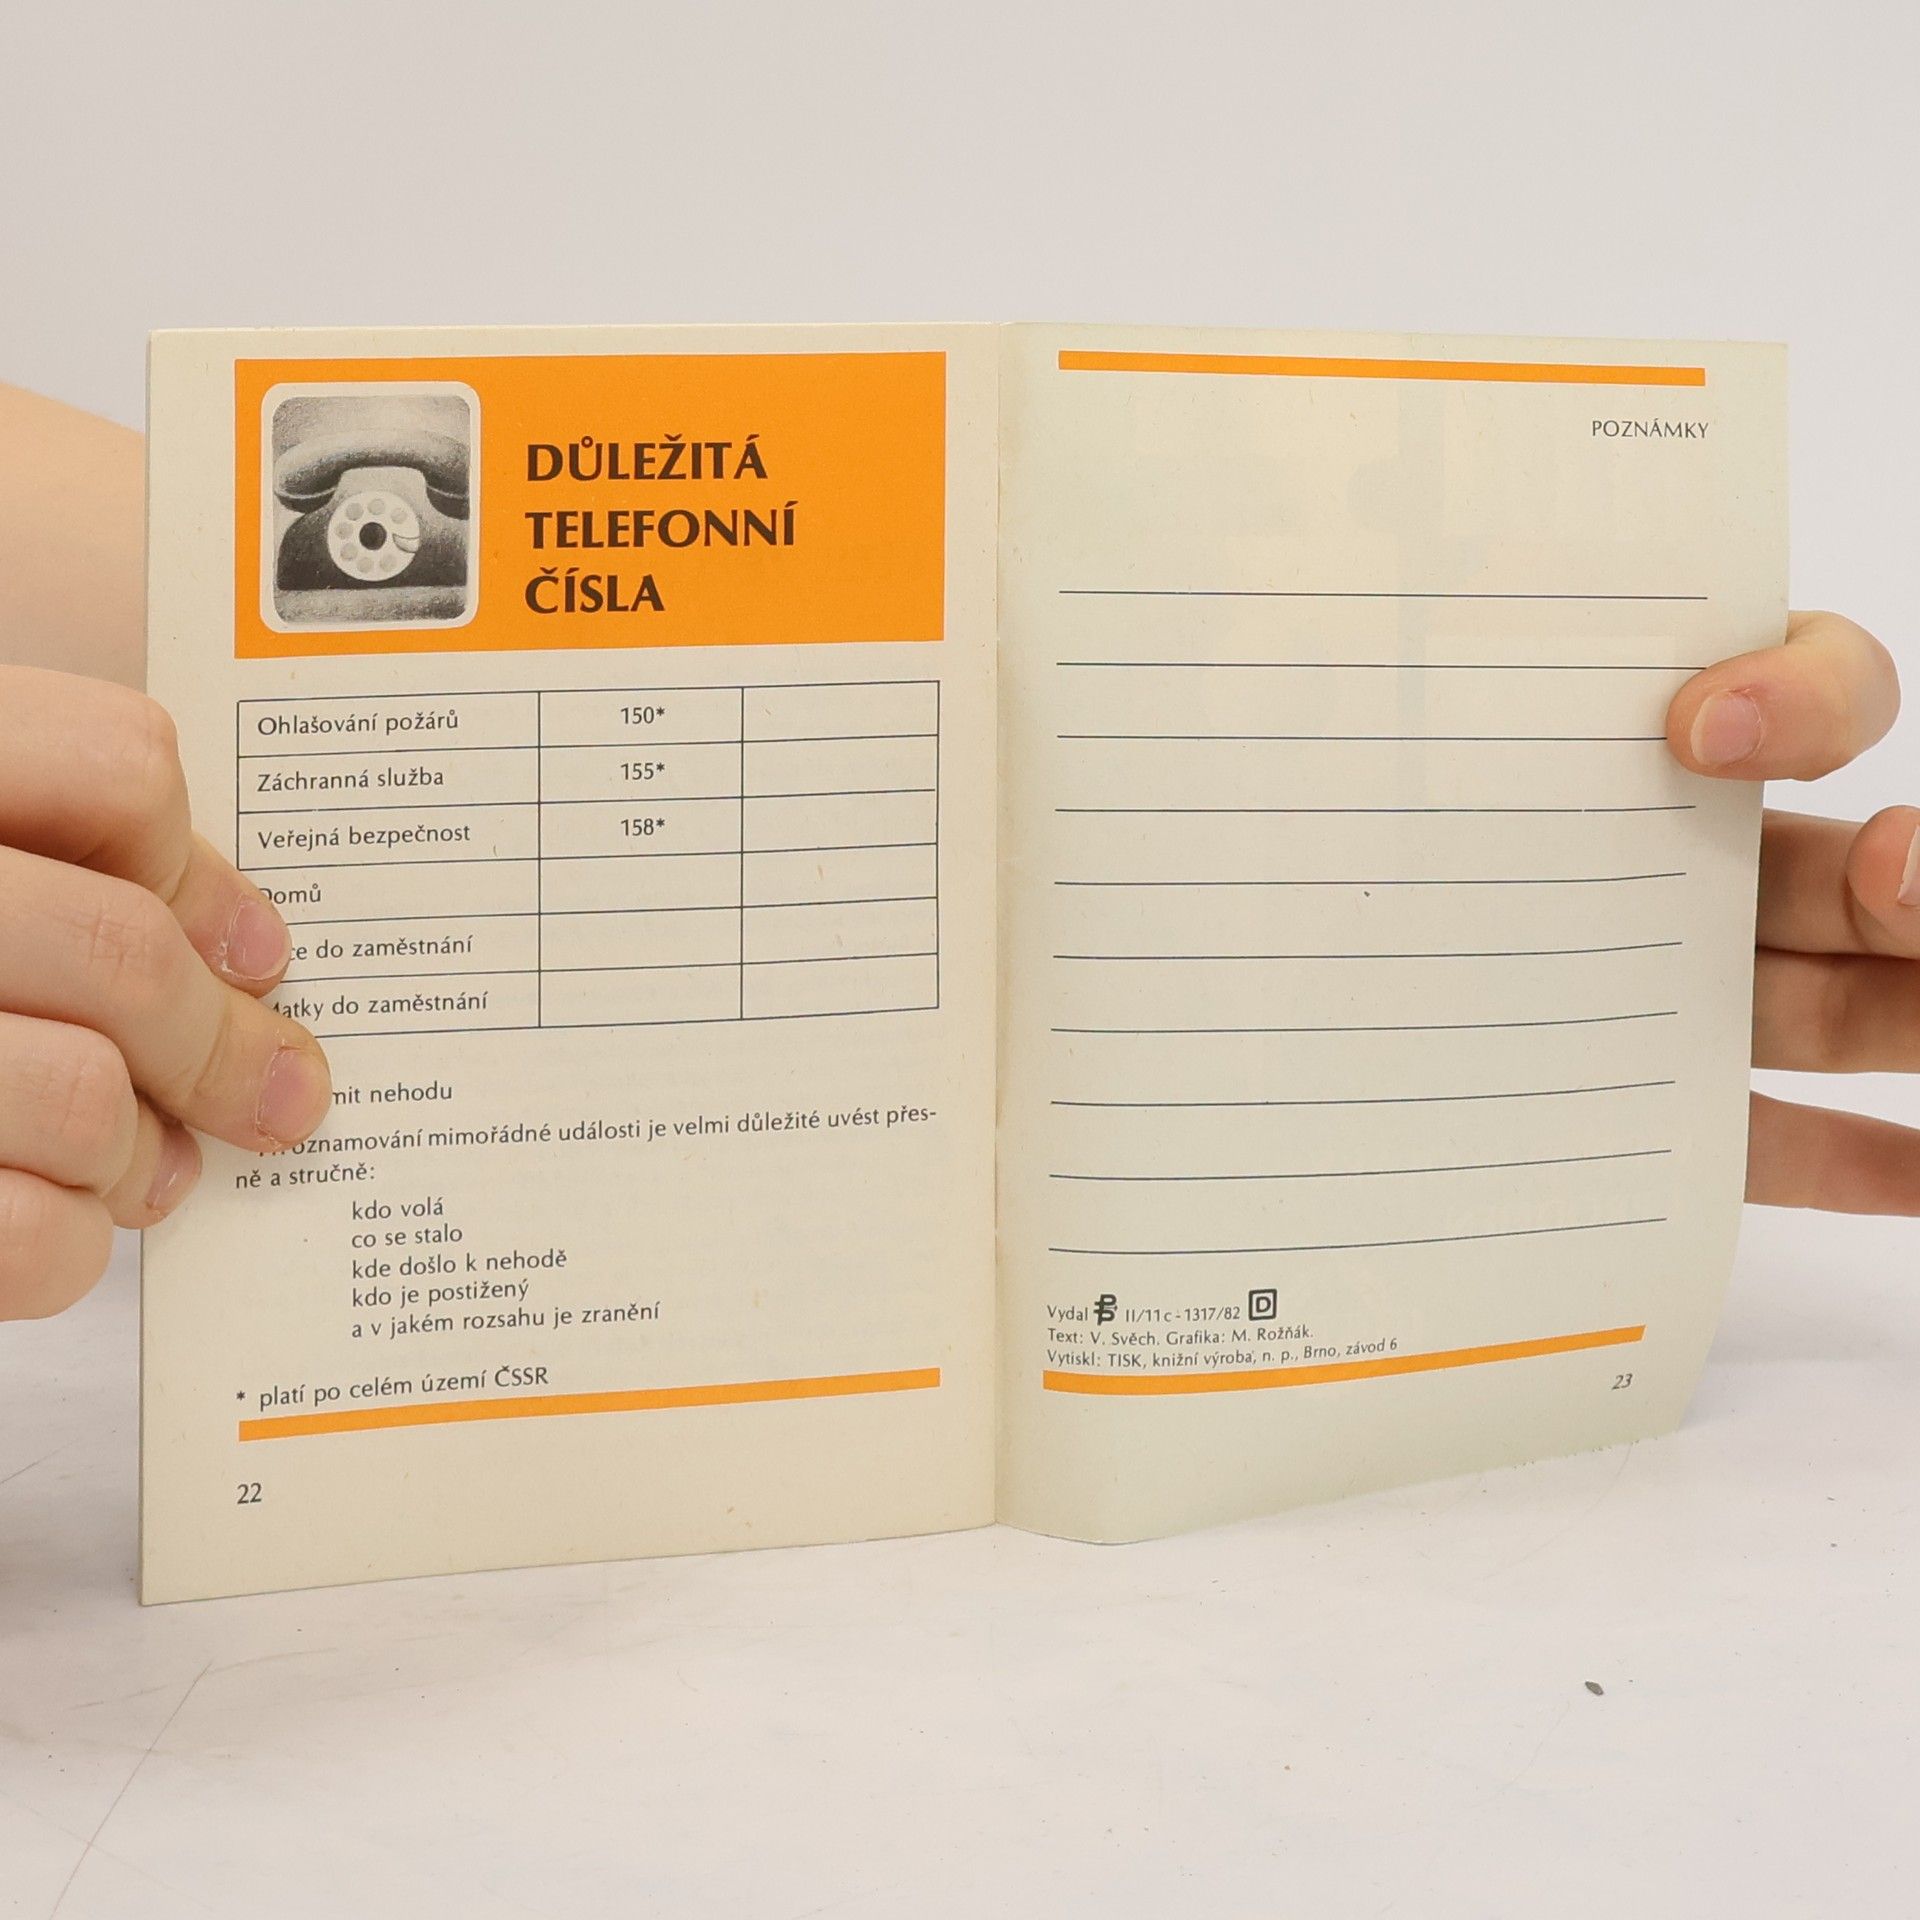 DŮLEŽITÁ
TELEFONNÍ
ČÍSLA
Ohlašování požárů 150*
Záchranná služba 155*
Veřejná bezpečnost 158*
Domů
do zaměstnání
Matky do zaměstnání
nehodu
oznamování mimořádné události je velmi důležité uvést přes-
ně a stručně:
kdo volá
co se stalo
kde došlo k nehodě
kdo je postižený
a v jakém rozsahu je zranění
* platí po celém území ČSSR
22
POZNÁMKY
Vydal II/11c-1317/82 D
Text: V. Svěch. Grafika: M. Rožňák.
Vytiskl: TISK, knižní výroba, n. p., Brno, závod 6
23